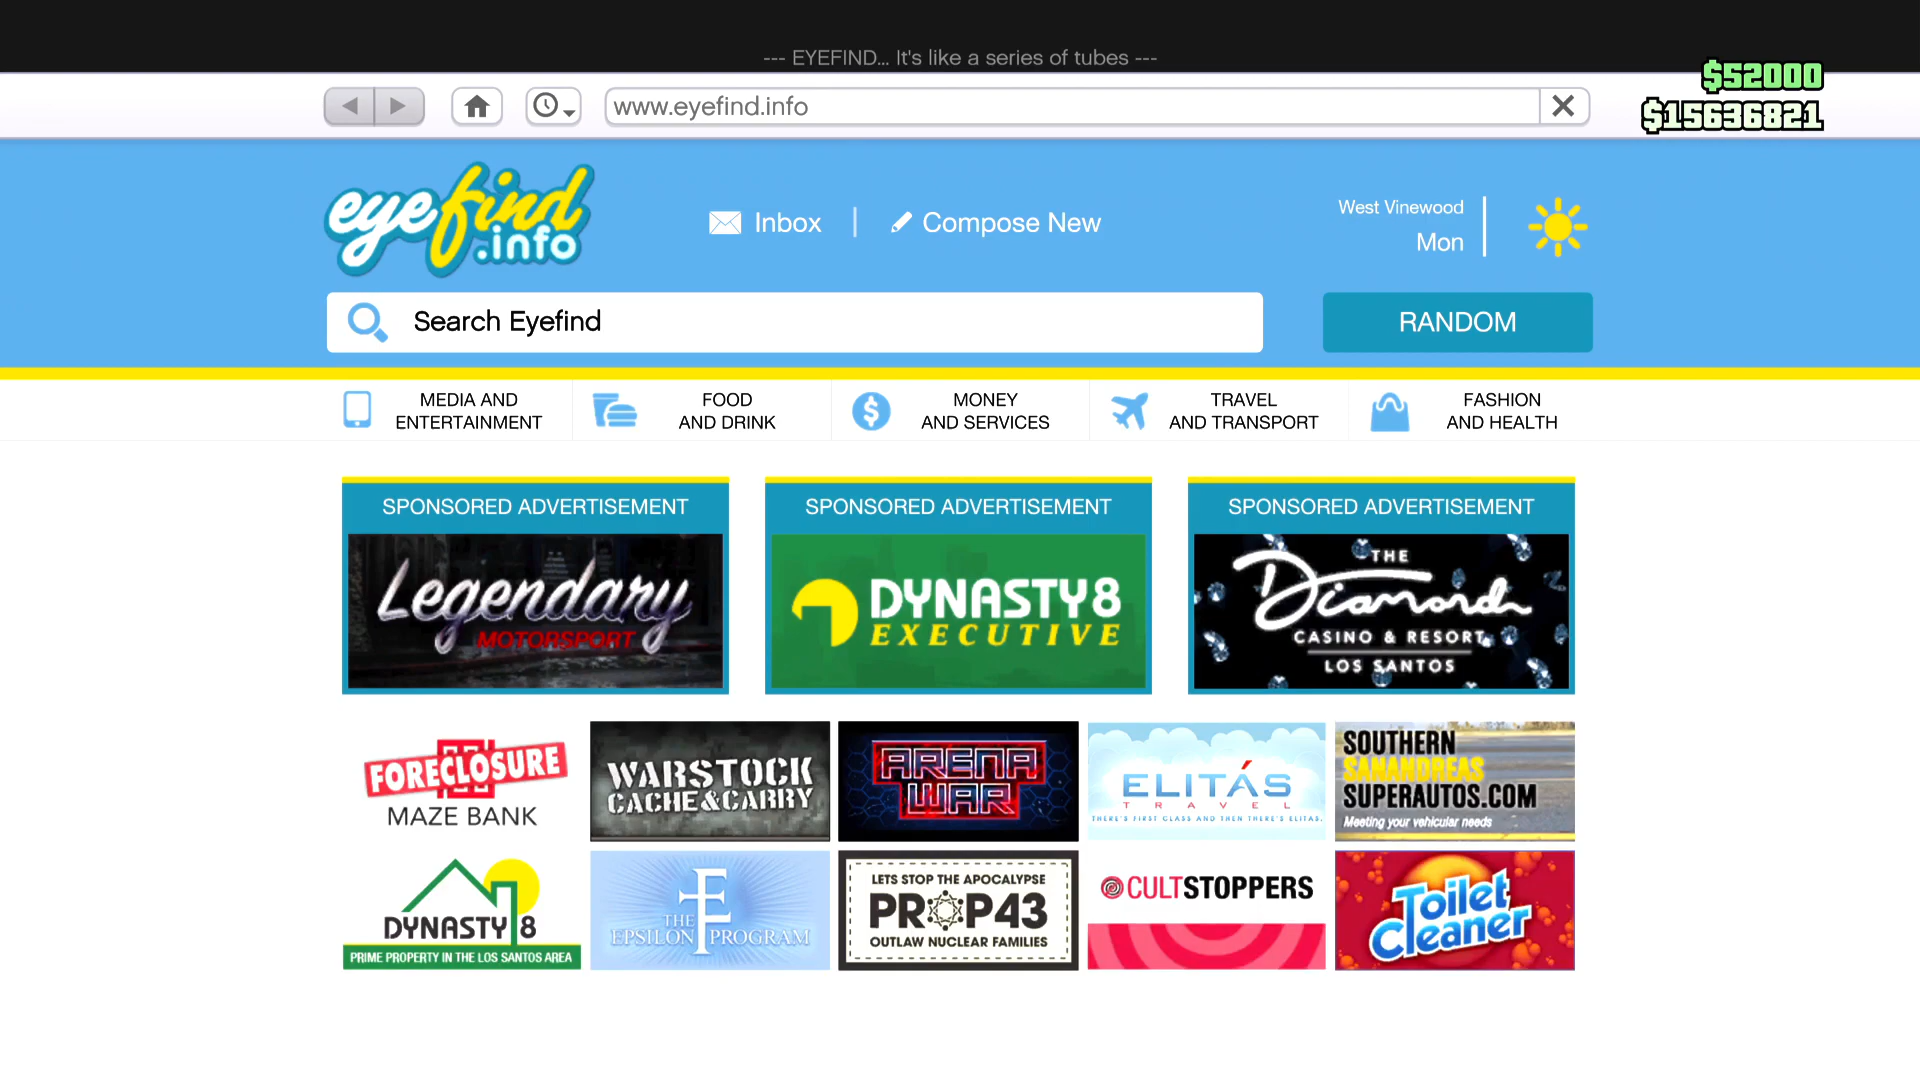 --- EYEFIND... It's like a series of tubes ---
$52000
www.eyefind.info
$15636821
eyefind
.info
Inbox
Compose New
West Vinewood
Mon
Search Eyefind
RANDOM
MEDIA AND
ENTERTAINMENT
FOOD
AND DRINK
MONEY
AND SERVICES
TRAVEL
AND TRANSPORT
FASHION
AND HEALTH
SPONSORED ADVERTISEMENT
Legendary
MOTORSPORT
SPONSORED ADVERTISEMENT
DYNASTY8
EXECUTIVE
SPONSORED ADVERTISEMENT
THE
Diamond
CASINO & RESORT
LOS SANTOS
FORECLOSURE
MAZE BANK
WARSTOCK
CACHE&CARRY
ARENA
WAR
ELITÁS
TRAVEL
THERE'S FIRST CLASS AND THEN THERE'S ELITAS.
SOUTHERN
SANANDREAS
SUPERAUTOS.COM
Meeting your vehicular needs
DYNASTY 8
PRIME PROPERTY IN THE LOS SANTOS AREA
THE
EPSILON PROGRAM
LETS STOP THE APOCALYPSE
PROP43
OUTLAW NUCLEAR FAMILIES
CULTSTOPPERS
Toilet
Cleaner